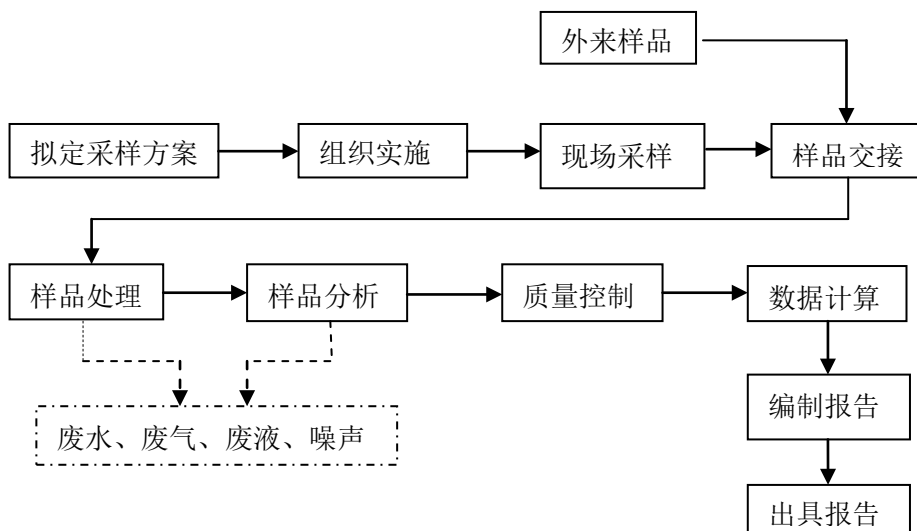 外来样品
拟定采样方案
组织实施
现场采样
样品交接
样品处理
样品分析
质量控制
数据计算
废水、废气、废液、噪声
编制报告
出具报告